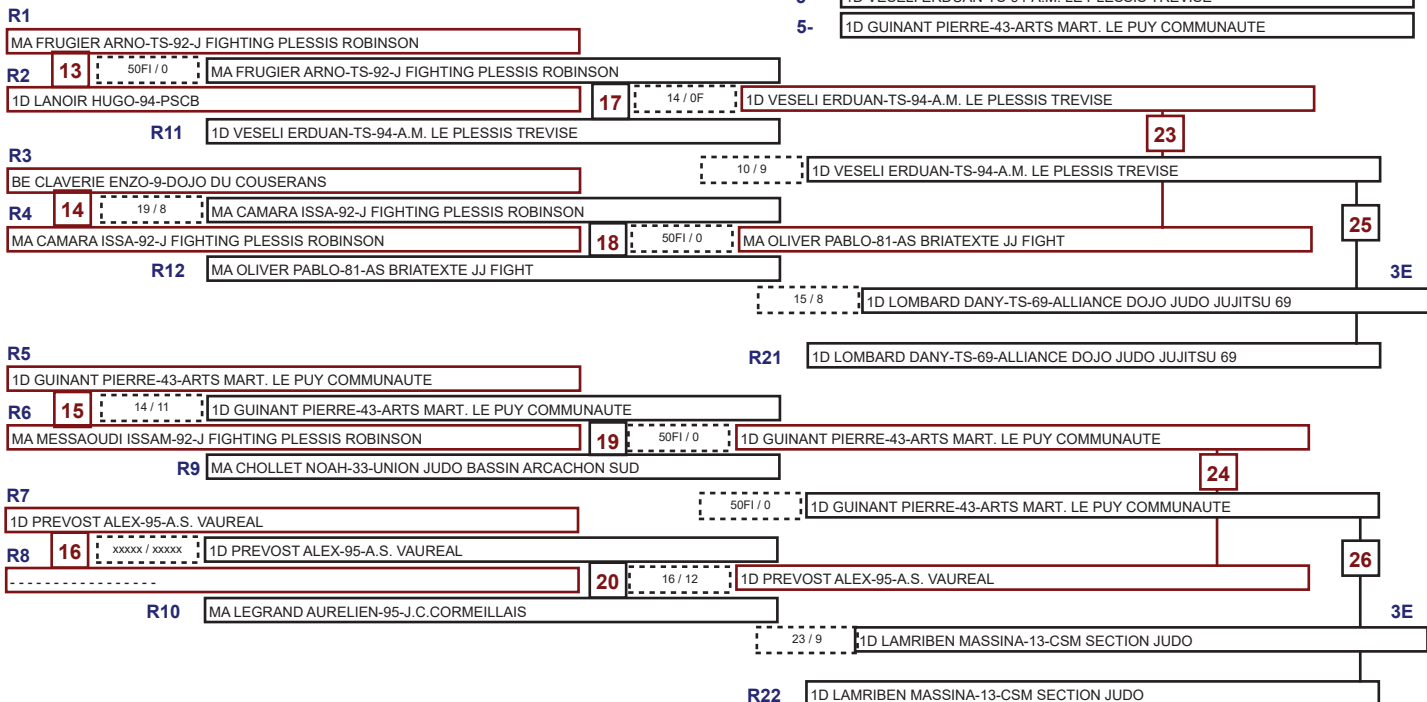 1D VESELI ERDUAN-TS-94-A.M. LE PLESSIS TREVISE
5- 1D GUINANT PIERRE-43-ARTS MART. LE PUY COMMUNAUTE
R1
MA FRUGIER ARNO-TS-92-J FIGHTING PLESSIS ROBINSON
R2 13 50FI / 0 MA FRUGIER ARNO-TS-92-J FIGHTING PLESSIS ROBINSON
1D LANOIR HUGO-94-PSCB 17 14 / 0F 1D VESELI ERDUAN-TS-94-A.M. LE PLESSIS TREVISE
R11 1D VESELI ERDUAN-TS-94-A.M. LE PLESSIS TREVISE
23
R3
10 / 9 1D VESELI ERDUAN-TS-94-A.M. LE PLESSIS TREVISE
BE CLAVERIE ENZO-9-DOJO DU COUSERANS
R4 14 19 / 8 MA CAMARA ISSA-92-J FIGHTING PLESSIS ROBINSON
25
MA CAMARA ISSA-92-J FIGHTING PLESSIS ROBINSON 18 50FI / 0 MA OLIVER PABLO-81-AS BRIATEXTE JJ FIGHT
R12 MA OLIVER PABLO-81-AS BRIATEXTE JJ FIGHT
3E
15 / 8 1D LOMBARD DANY-TS-69-ALLIANCE DOJO JUDO JUJITSU 69
R5
R21 1D LOMBARD DANY-TS-69-ALLIANCE DOJO JUDO JUJITSU 69
1D GUINANT PIERRE-43-ARTS MART. LE PUY COMMUNAUTE
R6 15 14 / 11 1D GUINANT PIERRE-43-ARTS MART. LE PUY COMMUNAUTE
MA MESSAOUDI ISSAM-92-J FIGHTING PLESSIS ROBINSON 19 50FI / 0 1D GUINANT PIERRE-43-ARTS MART. LE PUY COMMUNAUTE
R9 MA CHOLLET NOAH-33-UNION JUDO BASSIN ARCACHON SUD
24
R7
50FI / 0 1D GUINANT PIERRE-43-ARTS MART. LE PUY COMMUNAUTE
1D PREVOST ALEX-95-A.S. VAUREAL
R8 16 xxxxx / xxxxx 1D PREVOST ALEX-95-A.S. VAUREAL
26
- - - - - - - - - - - - - - - - - 20 16 / 12 1D PREVOST ALEX-95-A.S. VAUREAL
R10 MA LEGRAND AURELIEN-95-J.C.CORMEILLAIS
3E
23 / 9 1D LAMRIBEN MASSINA-13-CSM SECTION JUDO
R22 1D LAMRIBEN MASSINA-13-CSM SECTION JUDO